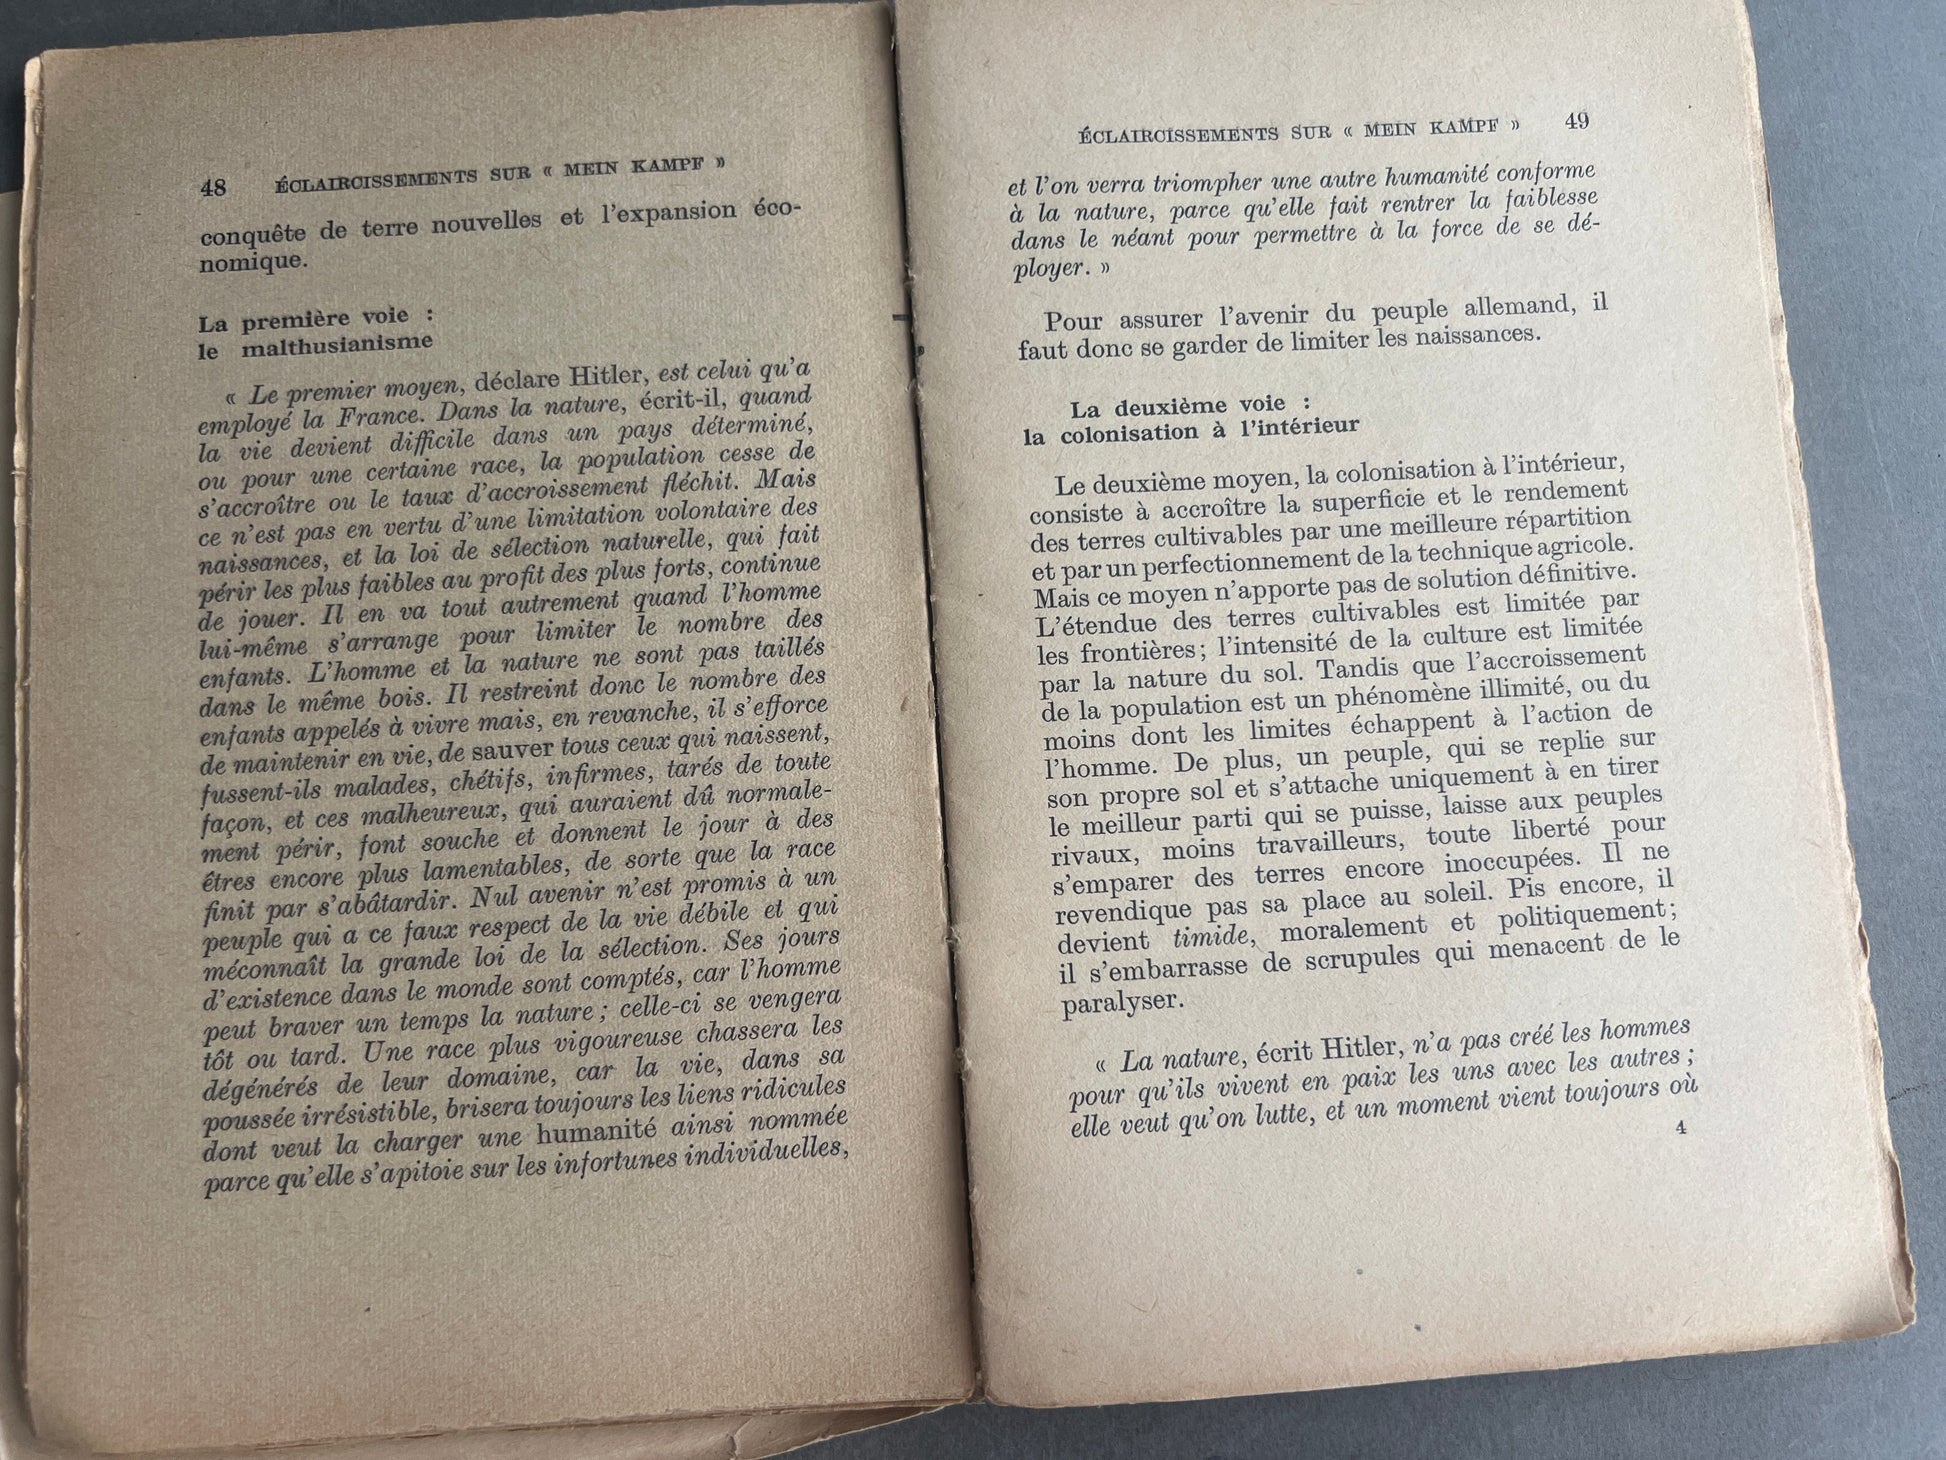 48 ÉCLAIRCISSEMENTS SUR « MEIN KAMPF »
conquête de terre nouvelles et l'expansion éco-
nomique.
La première voie :
le malthusianisme
« Le premier moyen, déclare Hitler, est celui qu'a
employé la France. Dans la nature, écrit-il, quand
la vie devient difficile dans un pays déterminé,
ou pour une certaine race, la population cesse de
s'accroître ou le taux d'accroissement fléchit. Mais
ce n'est pas en vertu d'une limitation volontaire des
naissances, et la loi de sélection naturelle, qui fait
périr les plus faibles au profit des plus forts, continue
de jouer. Il en va tout autrement quand l'homme
lui-même s'arrange pour limiter le nombre des
enfants. L'homme et la nature ne sont pas taillés
dans le même bois. Il restreint donc le nombre des
enfants appelés à vivre mais, en revanche, il s'efforce
de maintenir en vie, de sauver tous ceux qui naissent,
fussent-ils malades, chétifs, infirmes, tarés de toute
façon, et ces malheureux, qui auraient dû normale-
ment périr, font souche et donnent le jour à des
êtres encore plus lamentables, de sorte que la race
finit par s'abâtardir. Nul avenir n'est promis à un
peuple qui a ce faux respect de la vie débile et qui
méconnaît la grande loi de la sélection. Ses jours
d'existence dans le monde sont comptés, car l'homme
peut braver un temps la nature ; celle-ci se vengera
tôt ou tard. Une race plus vigoureuse chassera les
dégénérés de leur domaine, car la vie, dans sa
poussée irrésistible, brisera toujours les liens ridicules
dont veut la charger une humanité ainsi nommée
parce qu'elle s'apitoie sur les infortunes individuelles,
ÉCLAIRCISSEMENTS SUR « MEIN KAMPF » 49
et l'on verra triompher une autre humanité conforme
à la nature, parce qu'elle fait rentrer la faiblesse
dans le néant pour permettre à la force de se dé-
ployer. »
Pour assurer l'avenir du peuple allemand, il
faut donc se garder de limiter les naissances.
La deuxième voie :
la colonisation à l'intérieur
Le deuxième moyen, la colonisation à l'intérieur,
consiste à accroître la superficie et le rendement
des terres cultivables par une meilleure répartition
et par un perfectionnement de la technique agricole.
Mais ce moyen n'apporte pas de solution définitive.
L'étendue des terres cultivables est limitée par
les frontières ; l'intensité de la culture est limitée
par la nature du sol. Tandis que l'accroissement
de la population est un phénomène illimité, ou du
moins dont les limites échappent à l'action de
l'homme. De plus, un peuple, qui se replie sur
son propre sol et s'attache uniquement à en tirer
le meilleur parti qui se puisse, laisse aux peuples
rivaux, moins travailleurs, toute liberté pour
s'emparer des terres encore inoccupées. Il ne
revendique pas sa place au soleil. Pis encore, il
devient timide, moralement et politiquement ;
il s'embarrasse de scrupules qui menacent de le
paralyser.
« La nature, écrit Hitler, n'a pas créé les hommes
pour qu'ils vivent en paix les uns avec les autres ;
elle veut qu'on lutte, et un moment vient toujours où
4